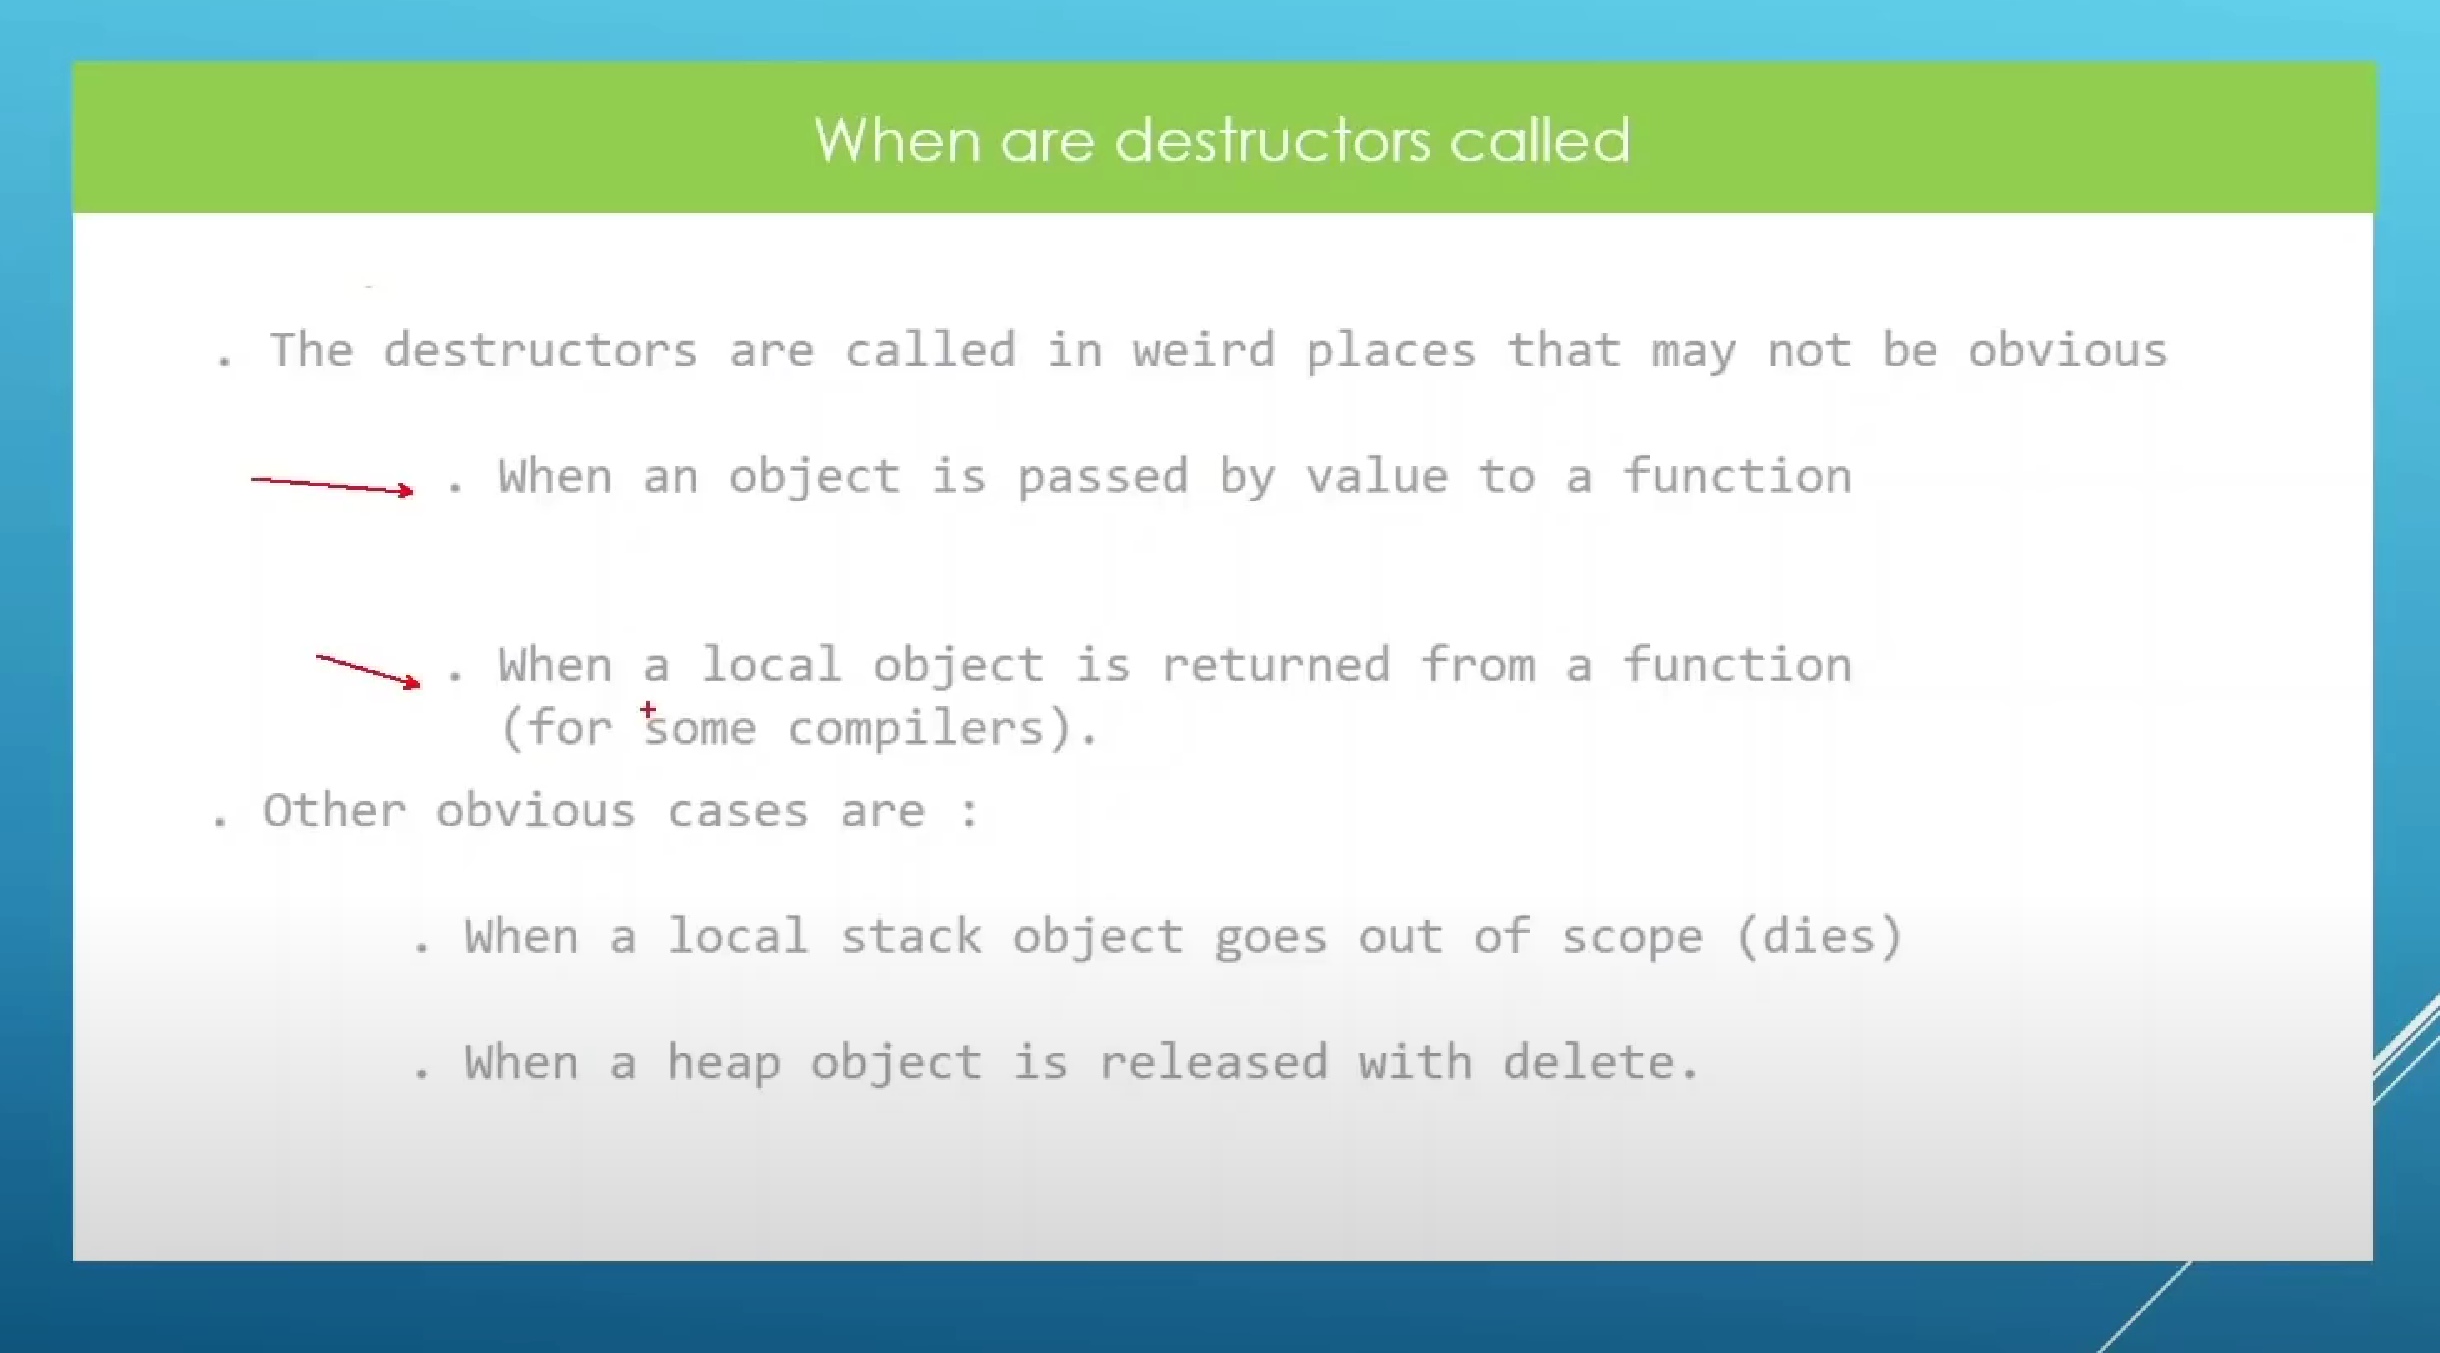 When are destructors called
. The destructors are called in weird places that may not be obvious
. When an object is passed by value to a function
. When a local object is returned from a function
(for some compilers).
. Other obvious cases are :
. When a local stack object goes out of scope (dies)
. When a heap object is released with delete.